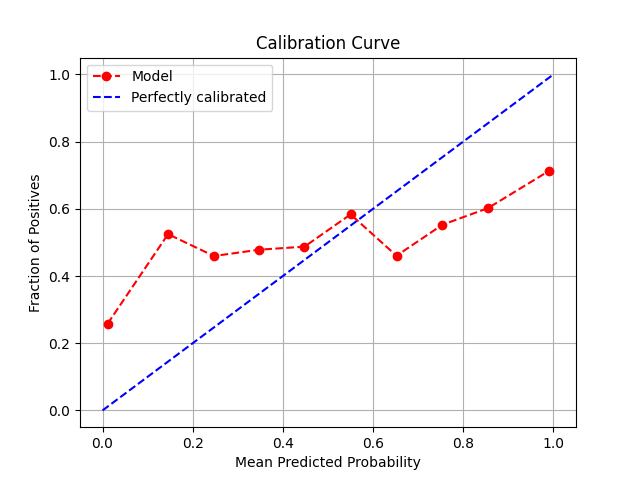 Calibration Curve
Model
Perfectly calibrated
Fraction of Positives
1.0
0.8
0.6
0.4
0.2
0.0
0.0 0.2 0.4 0.6 0.8 1.0
Mean Predicted Probability